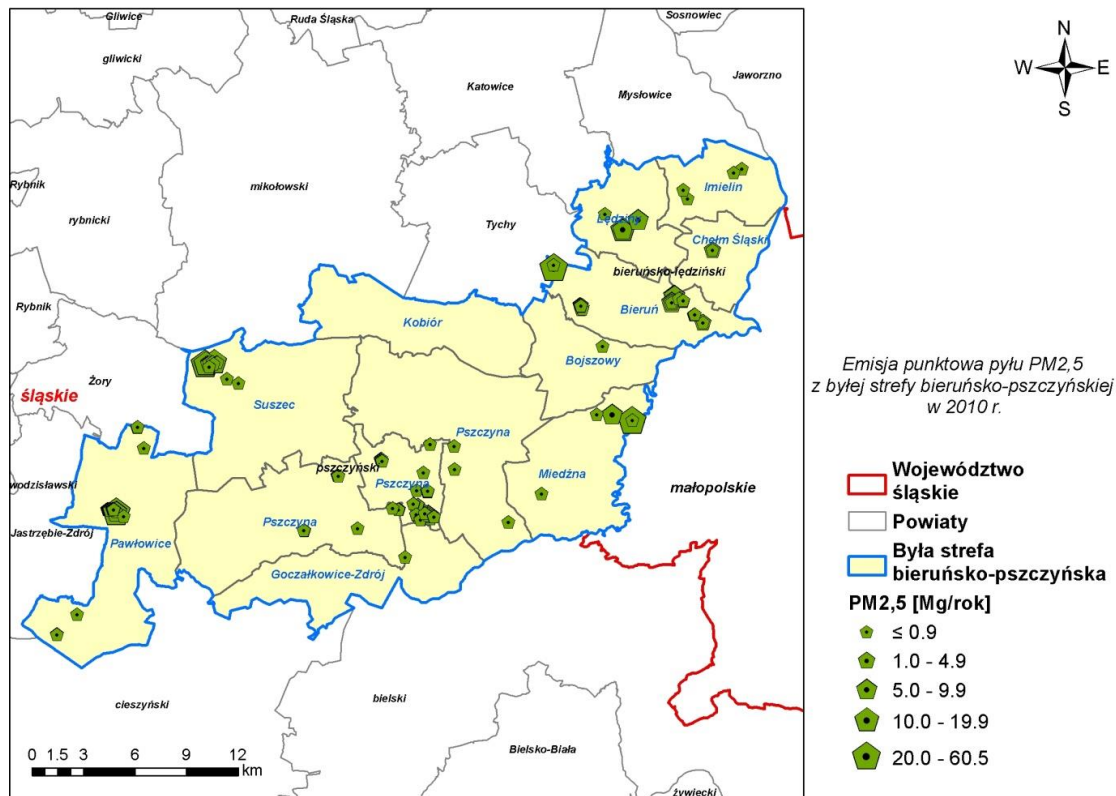 Gliwice
Ruda Śląska
Sosnowiec
gliwicki
Katowice
Mysłowice
Jaworzno
N
W E
S
Rybnik
mikołowski
rybnicki
Tychy
Imielin
Lędziny
Chełm Śląski
bieruńsko-lędziński
Rybnik
Bieruń
Kobiór
Bojszowy
Żory
śląskie
Suszec
Pszczyna
wodzisławski
pszczyński
Pszczyna
Miedźna
małopolskie
Pszczyna
Jastrzębie-Zdrój
Pawłowice
Goczałkowice-Zdrój
cieszyński
bielski
Bielsko-Biała
żywiecki
0 1.5 3 6 9 12
km
Emisja punktowa pyłu PM2,5
z byłej strefy bieruńsko-pszczyńskiej
w 2010 r.
Województwo
śląskie
Powiaty
Była strefa
bieruńsko-pszczyńska
PM2,5 [Mg/rok]
≤ 0.9
1.0 - 4.9
5.0 - 9.9
10.0 - 19.9
20.0 - 60.5